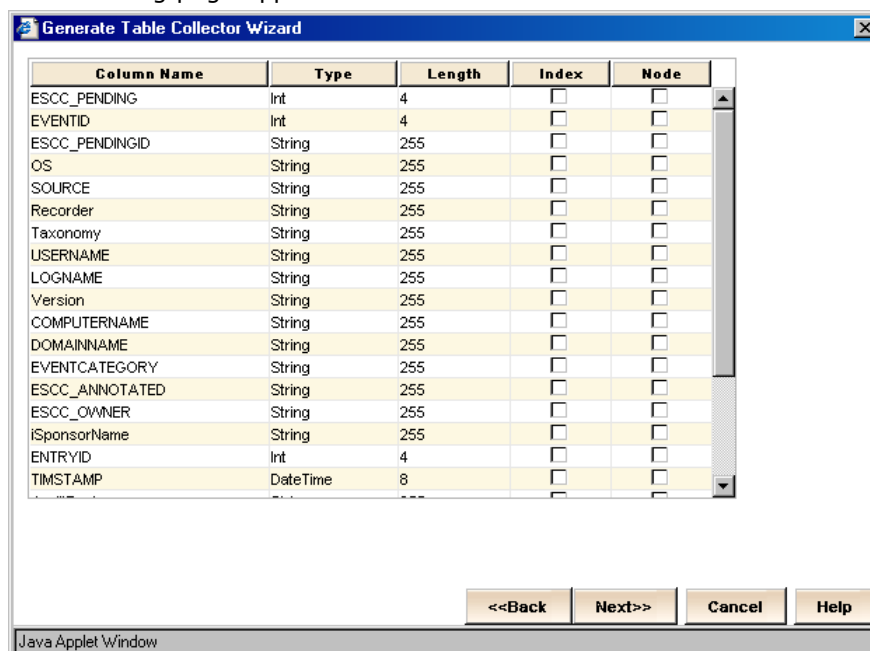 Generate Table Collector Wizard
Column Name Type Length Index Node
ESCC_PENDING Int 4
EVENTID Int 4
ESCC_PENDINGID String 255
OS String 255
SOURCE String 255
Recorder String 255
Taxonomy String 255
USERNAME String 255
LOGNAME String 255
Version String 255
COMPUTERNAME String 255
DOMAINNAME String 255
EVENTCATEGORY String 255
ESCC_ANNOTATED String 255
ESCC_OWNER String 255
iSponsorName String 255
ENTRYID Int 4
TIMSTAMP DateTime 8
<<Back Next>> Cancel Help
Java Applet Window